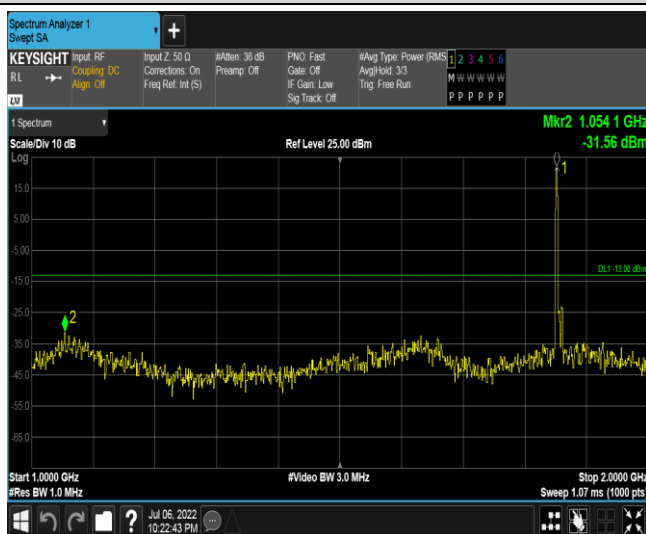 Spectrum Analyzer 1
Swept SA
+
KEYSIGHT
RL
LXI
Input: RF
Coupling: DC
Align: Off
Input Z: 50 Ω
Corrections: On
Freq Ref: Int (S)
#Atten: 36 dB
Preamp: Off
PNO: Fast
Gate: Off
IF Gain: Low
Sig Track: Off
#Avg Type: Power (RMS
Avg|Hold: 3/3
Trig: Free Run
1 2 3 4 5 6
M W W W W W
P P P P P P
1 Spectrum
Mkr2 1.054 1 GHz
Scale/Div 10 dB
Ref Level 25.00 dBm
-31.56 dBm
Log
1
15.0
5.00
DL1 -13.00 dBm
-5.00
-15.0
-25.0
2
-35.0
-45.0
-55.0
-65.0
Start 1.0000 GHz
#Video BW 3.0 MHz
Stop 2.0000 GHz
#Res BW 1.0 MHz
Sweep 1.07 ms (1000 pts)
?
Jul 06, 2022
10:22:43 PM